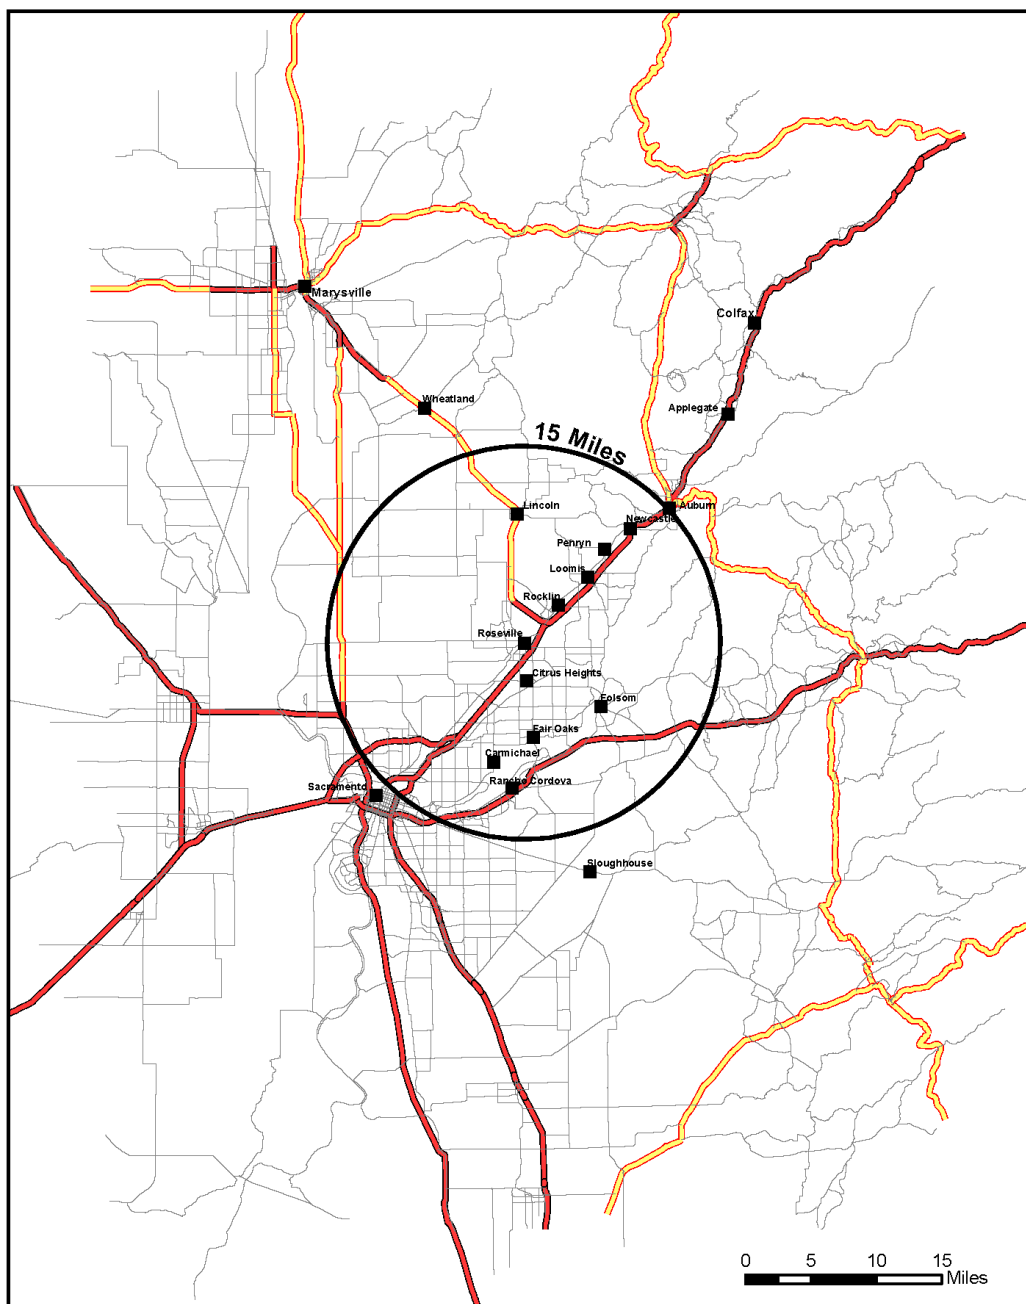 Marysville
Colfax
Wheatland
Applegate
15 Miles
Lincoln
Auburn
Newcastle
Penryn
Loomis
Rocklin
Roseville
Citrus Heights
Folsom
Fair Oaks
Carmichael
Rancho Cordova
Sacramento
Sloughhouse
0 5 10 15
Miles